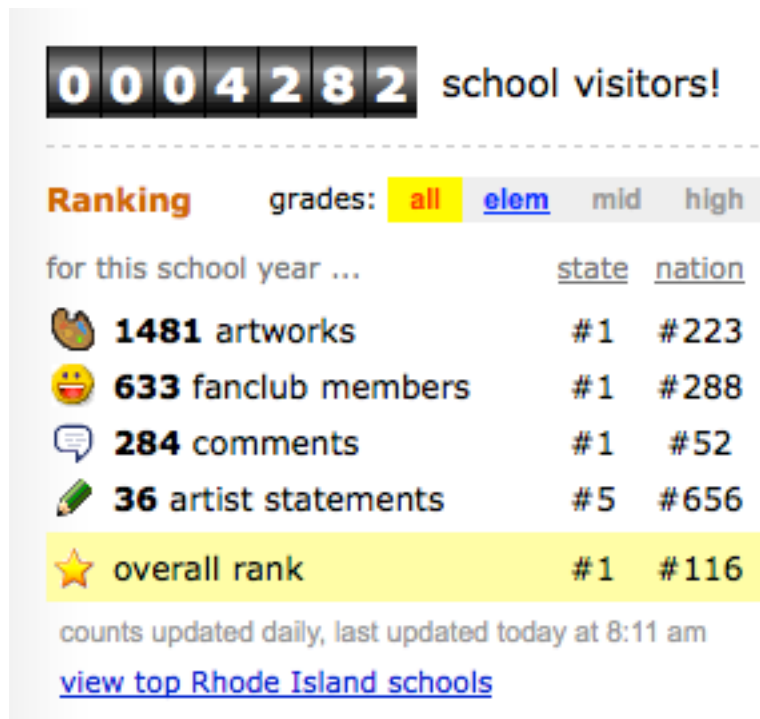 0004282 school visitors!
Ranking grades: all elem mid high
for this school year ... state nation
1481 artworks #1 #223
633 fanclub members #1 #288
284 comments #1 #52
36 artist statements #5 #656
overall rank #1 #116
counts updated daily, last updated today at 8:11 am
view top Rhode Island schools